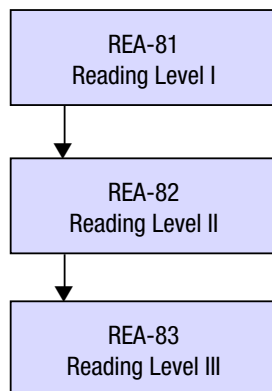 REA-81
Reading Level I
REA-82
Reading Level II
REA-83
Reading Level III